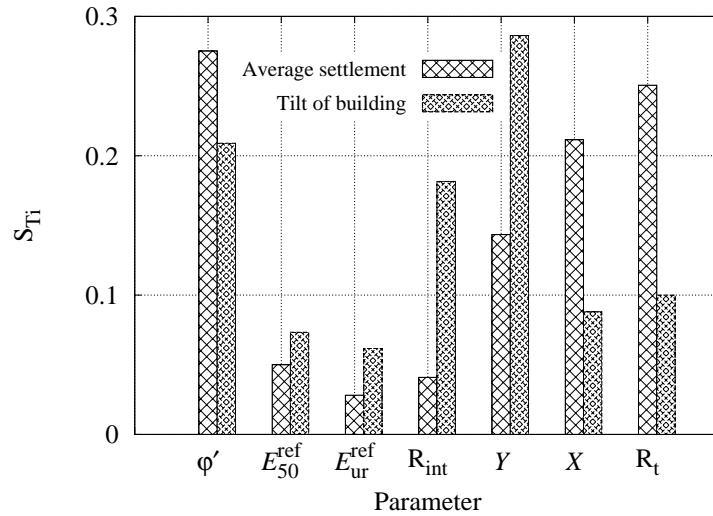 0.3
Average settlement
Tilt of building
0.2
S_Ti
0.1
0
φ′ E_50^ref E_ur^ref R_int Y X R_t
Parameter